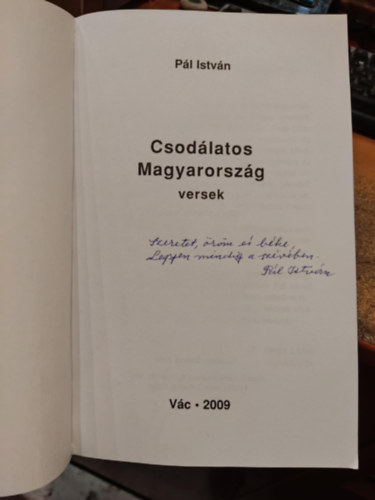 Pál István
Csodálatos
Magyarország
versek
Szeretet, öröm és béke,
Legyen mindig a szívében.
Pál István
Vác • 2009